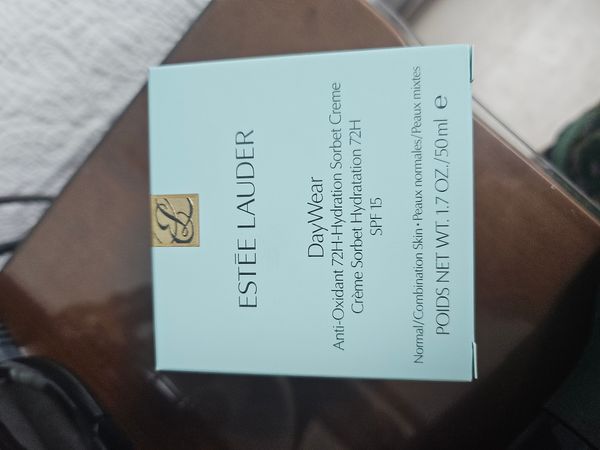 ESTĒE LAUDER
DayWear
Anti-Oxidant 72H-Hydration Sorbet Creme
Crème Sorbet Hydratation 72H
SPF 15
Normal/Combination Skin • Peaux normales/Peaux mixtes
POIDS NET WT. 1.7 OZ./50 ml ℮